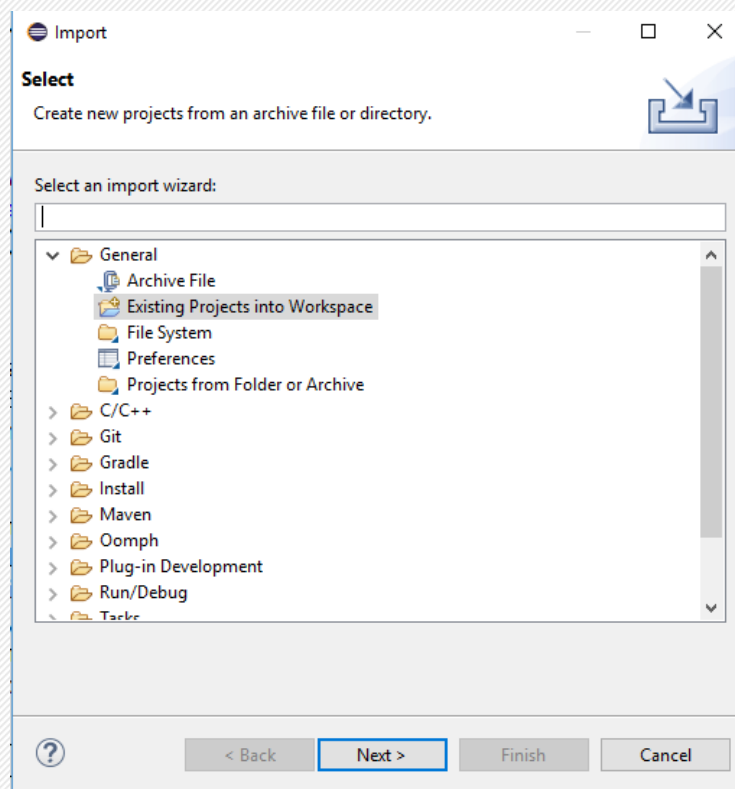 Import
Select
Create new projects from an archive file or directory.
Select an import wizard:
General
Archive File
Existing Projects into Workspace
File System
Preferences
Projects from Folder or Archive
C/C++
Git
Gradle
Install
Maven
Oomph
Plug-in Development
Run/Debug
Tasks
? < Back Next > Finish Cancel